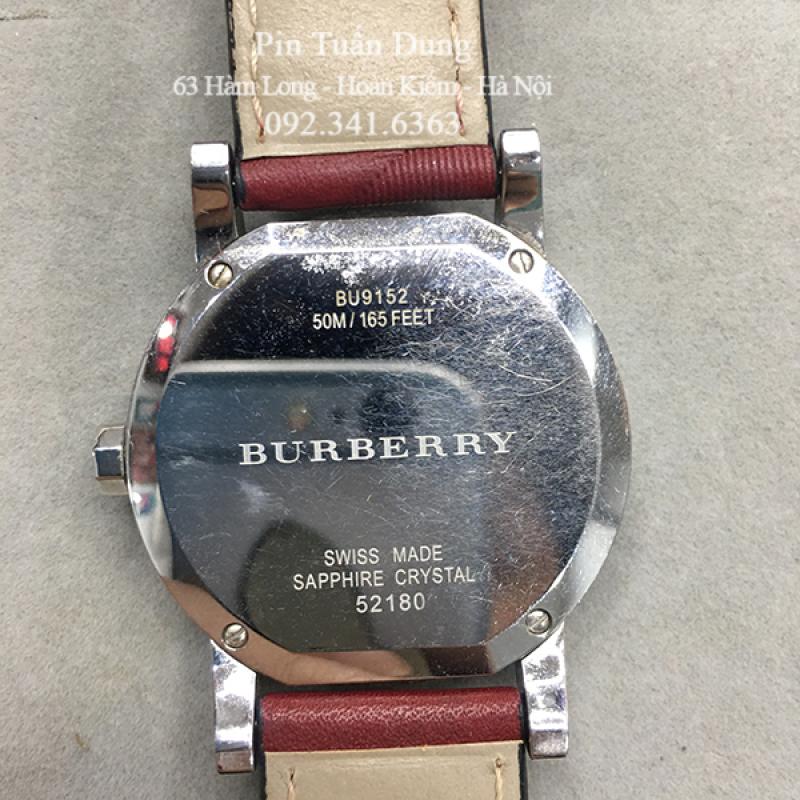 Pin Tuấn Dung
63 Hàm Long - Hoan Kiếm - Hà Nội
092.341.6363
BU9152
50M / 165 FEET
BURBERRY
SWISS MADE
SAPPHIRE CRYSTAL
52180